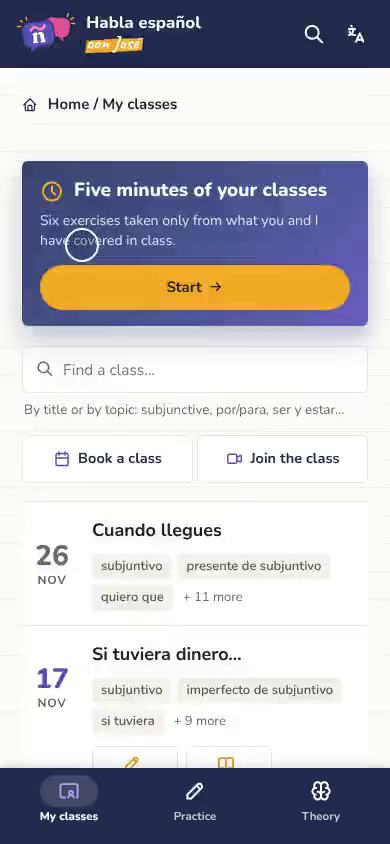 ñ
Habla español
con José
Home / My classes
Five minutes of your classes
Six exercises taken only from what you and I
have covered in class.
Start →
Find a class...
By title or by topic: subjunctive, por/para, ser y estar...
Book a class
Join the class
26
NOV
Cuando llegues
subjuntivo
presente de subjuntivo
quiero que
+ 11 more
17
NOV
Si tuviera dinero...
subjuntivo
imperfecto de subjuntivo
si tuviera
+ 9 more
My classes
Practice
Theory